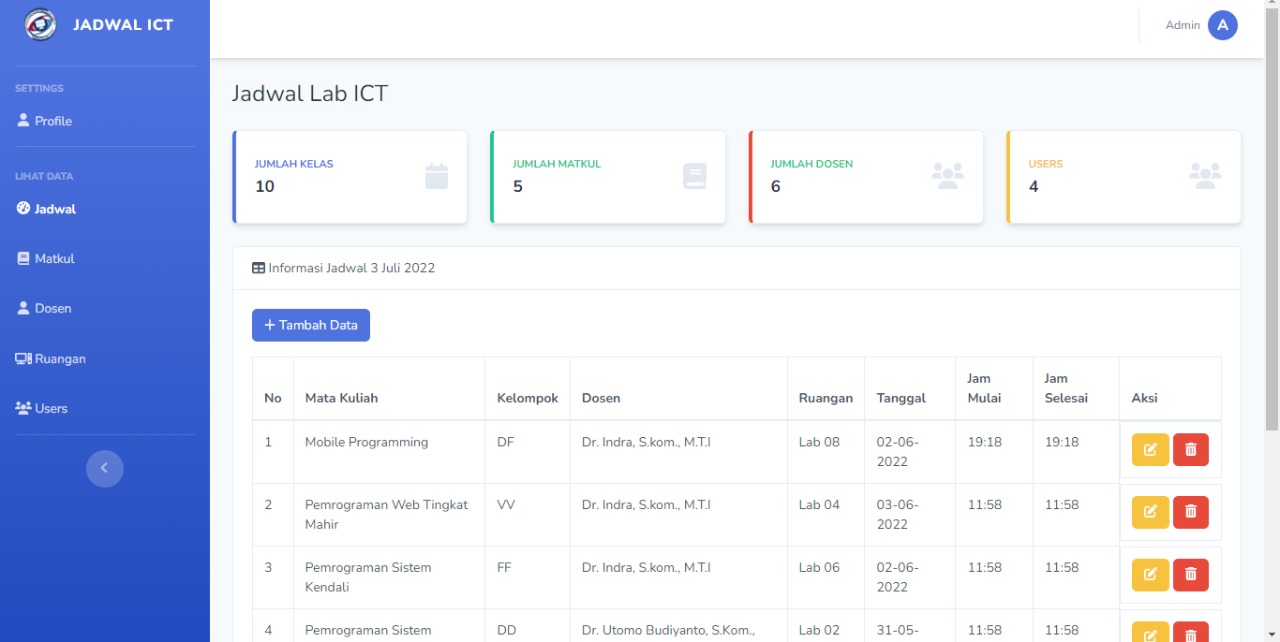 JADWAL ICT
Admin
A
SETTINGS
Profile
LIHAT DATA
Jadwal
Matkul
Dosen
Ruangan
Users
Jadwal Lab ICT
JUMLAH KELAS
10
JUMLAH MATKUL
5
JUMLAH DOSEN
6
USERS
4
Informasi Jadwal 3 Juli 2022
+ Tambah Data
No Mata Kuliah Kelompok Dosen Ruangan Tanggal Jam Mulai Jam Selesai Aksi
1 Mobile Programming DF Dr. Indra, S.kom., M.T.I Lab 08 02-06-2022 19:18 19:18
2 Pemrograman Web Tingkat Mahir VV Dr. Indra, S.kom., M.T.I Lab 04 03-06-2022 11:58 11:58
3 Pemrograman Sistem Kendali FF Dr. Indra, S.kom., M.T.I Lab 06 02-06-2022 11:58 11:58
4 Pemrograman Sistem DD Dr. Utomo Budiyanto, S.Kom., Lab 02 31-05- 11:58 11:58